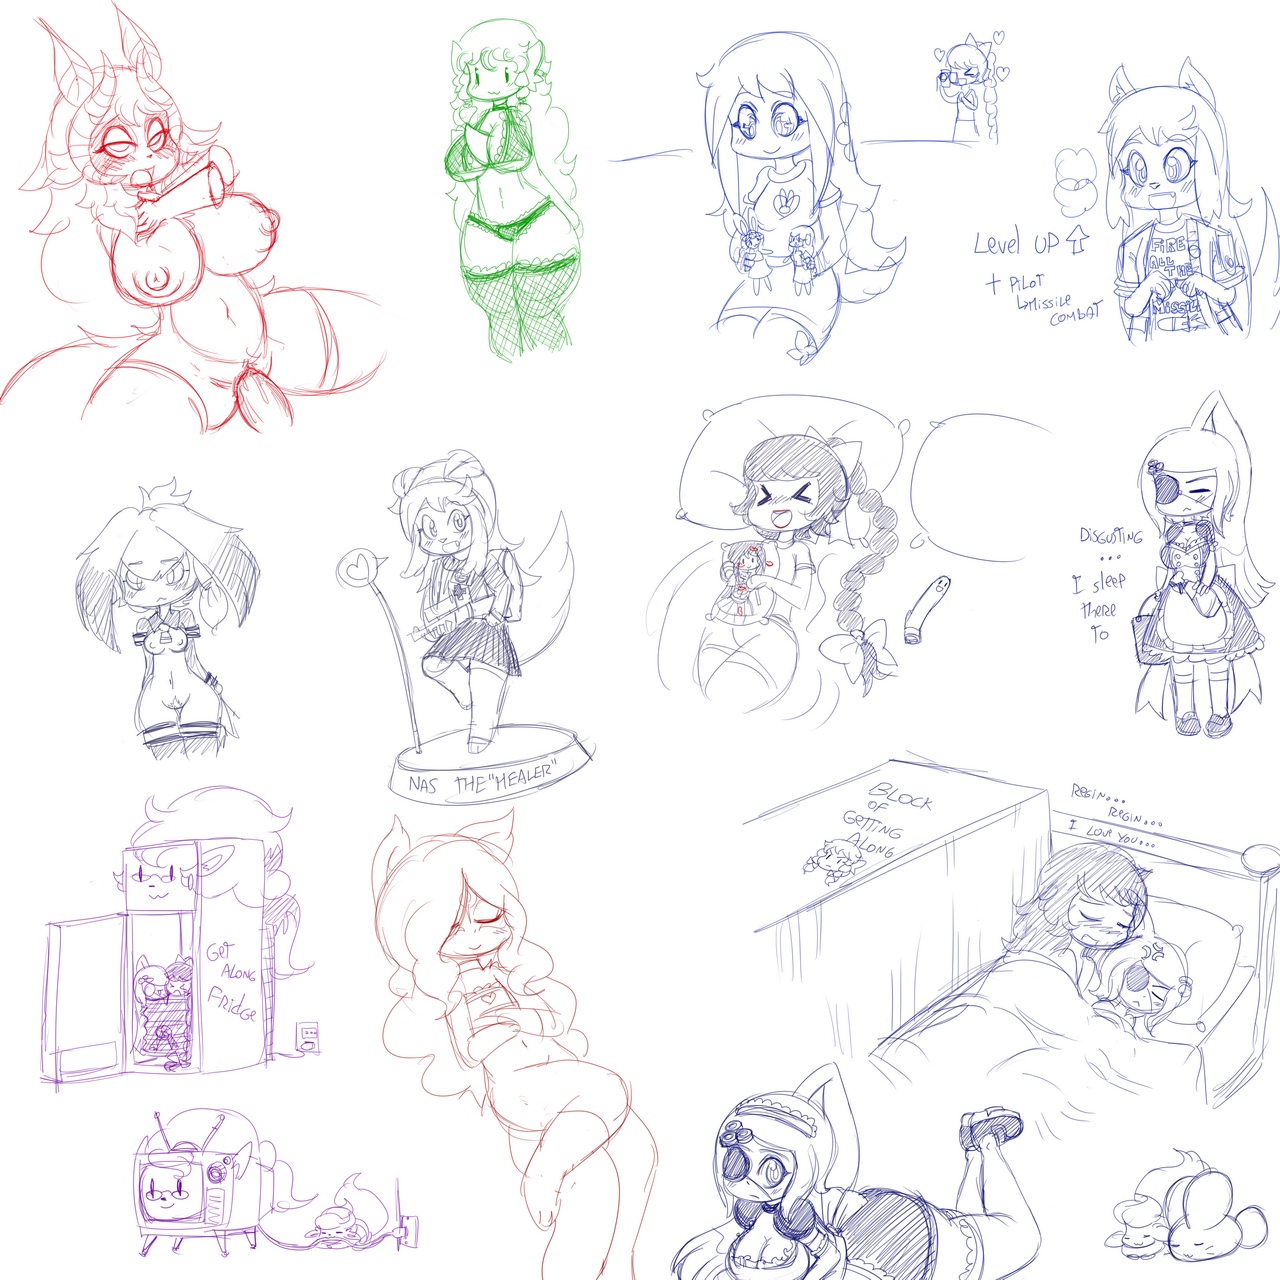 Level UP
+ PiLOT
↳Missile
COMBAT
FiRE
ALL
THE
Missil
DISGUSTING
...
I sleep
there
To
NAS THE "HEALER"
BLOCK
OF
GETTING
ALONG
REGIN...
REGIN...
I LOVE YOU...
GET
ALONG
FRIDGE